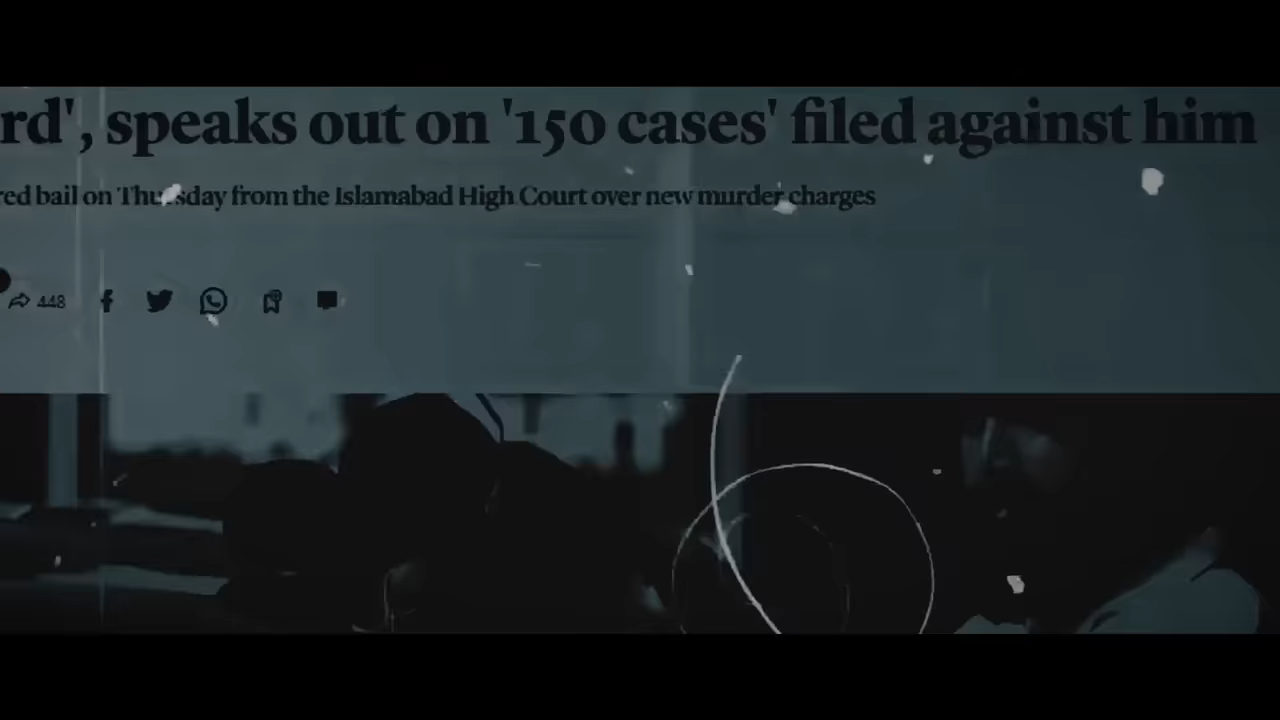 rd', speaks out on '150 cases' filed against him
red bail on Thursday from the Islamabad High Court over new murder charges
448